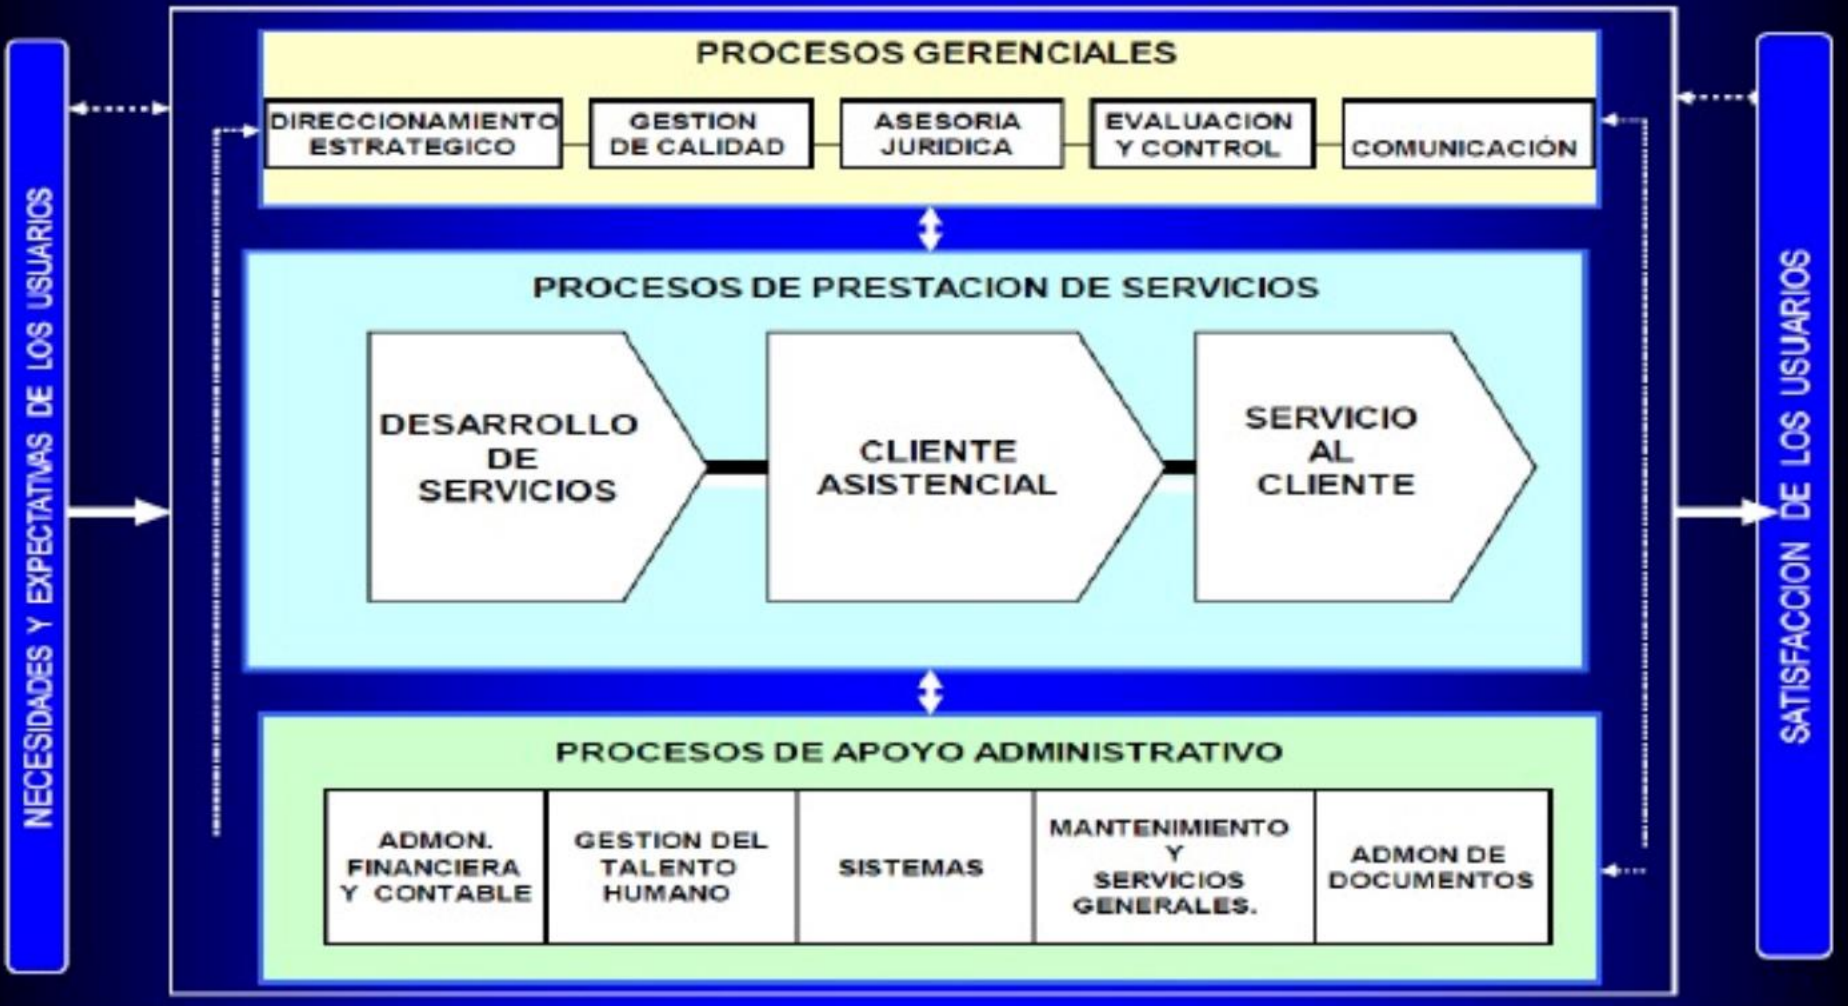 NECESIDADES Y EXPECTATIVAS DE LOS USUARIOS
PROCESOS GERENCIALES
DIRECCIONAMIENTO
ESTRATEGICO
GESTION
DE CALIDAD
ASESORIA
JURIDICA
EVALUACION
Y CONTROL
COMUNICACIÓN
PROCESOS DE PRESTACION DE SERVICIOS
DESARROLLO
DE
SERVICIOS
CLIENTE
ASISTENCIAL
SERVICIO
AL
CLIENTE
PROCESOS DE APOYO ADMINISTRATIVO
ADMON.
FINANCIERA
Y CONTABLE
GESTION DEL
TALENTO
HUMANO
SISTEMAS
MANTENIMIENTO
Y
SERVICIOS
GENERALES.
ADMON DE
DOCUMENTOS
SATISFACCION DE LOS USUARIOS